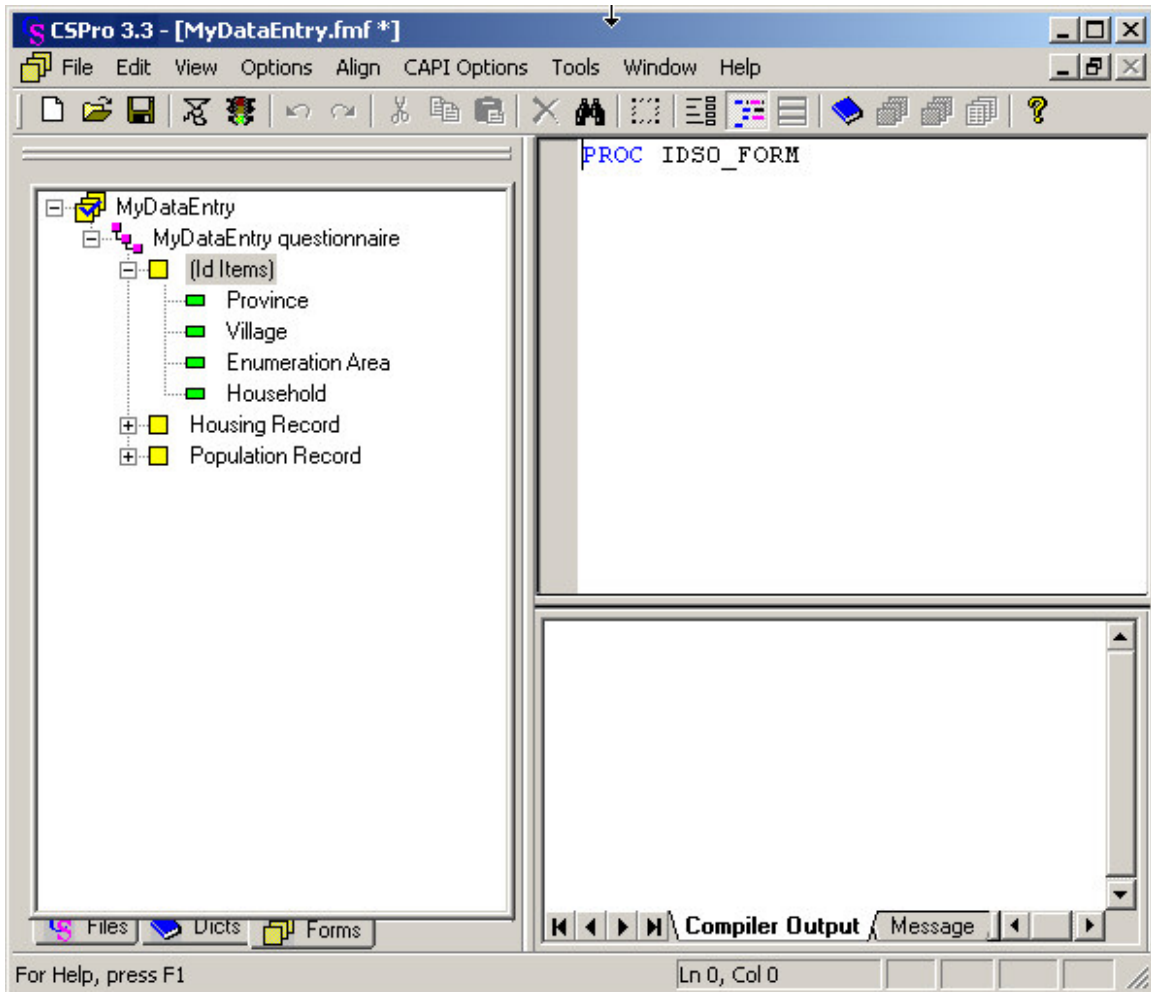 CSPro 3.3 - [MyDataEntry.fmf *]
File Edit View Options Align CAPI Options Tools Window Help
PROC IDS0_FORM
MyDataEntry
MyDataEntry questionnaire
(Id Items)
Province
Village
Enumeration Area
Household
Housing Record
Population Record
Files Dicts Forms
Compiler Output Message
For Help, press F1 Ln 0, Col 0